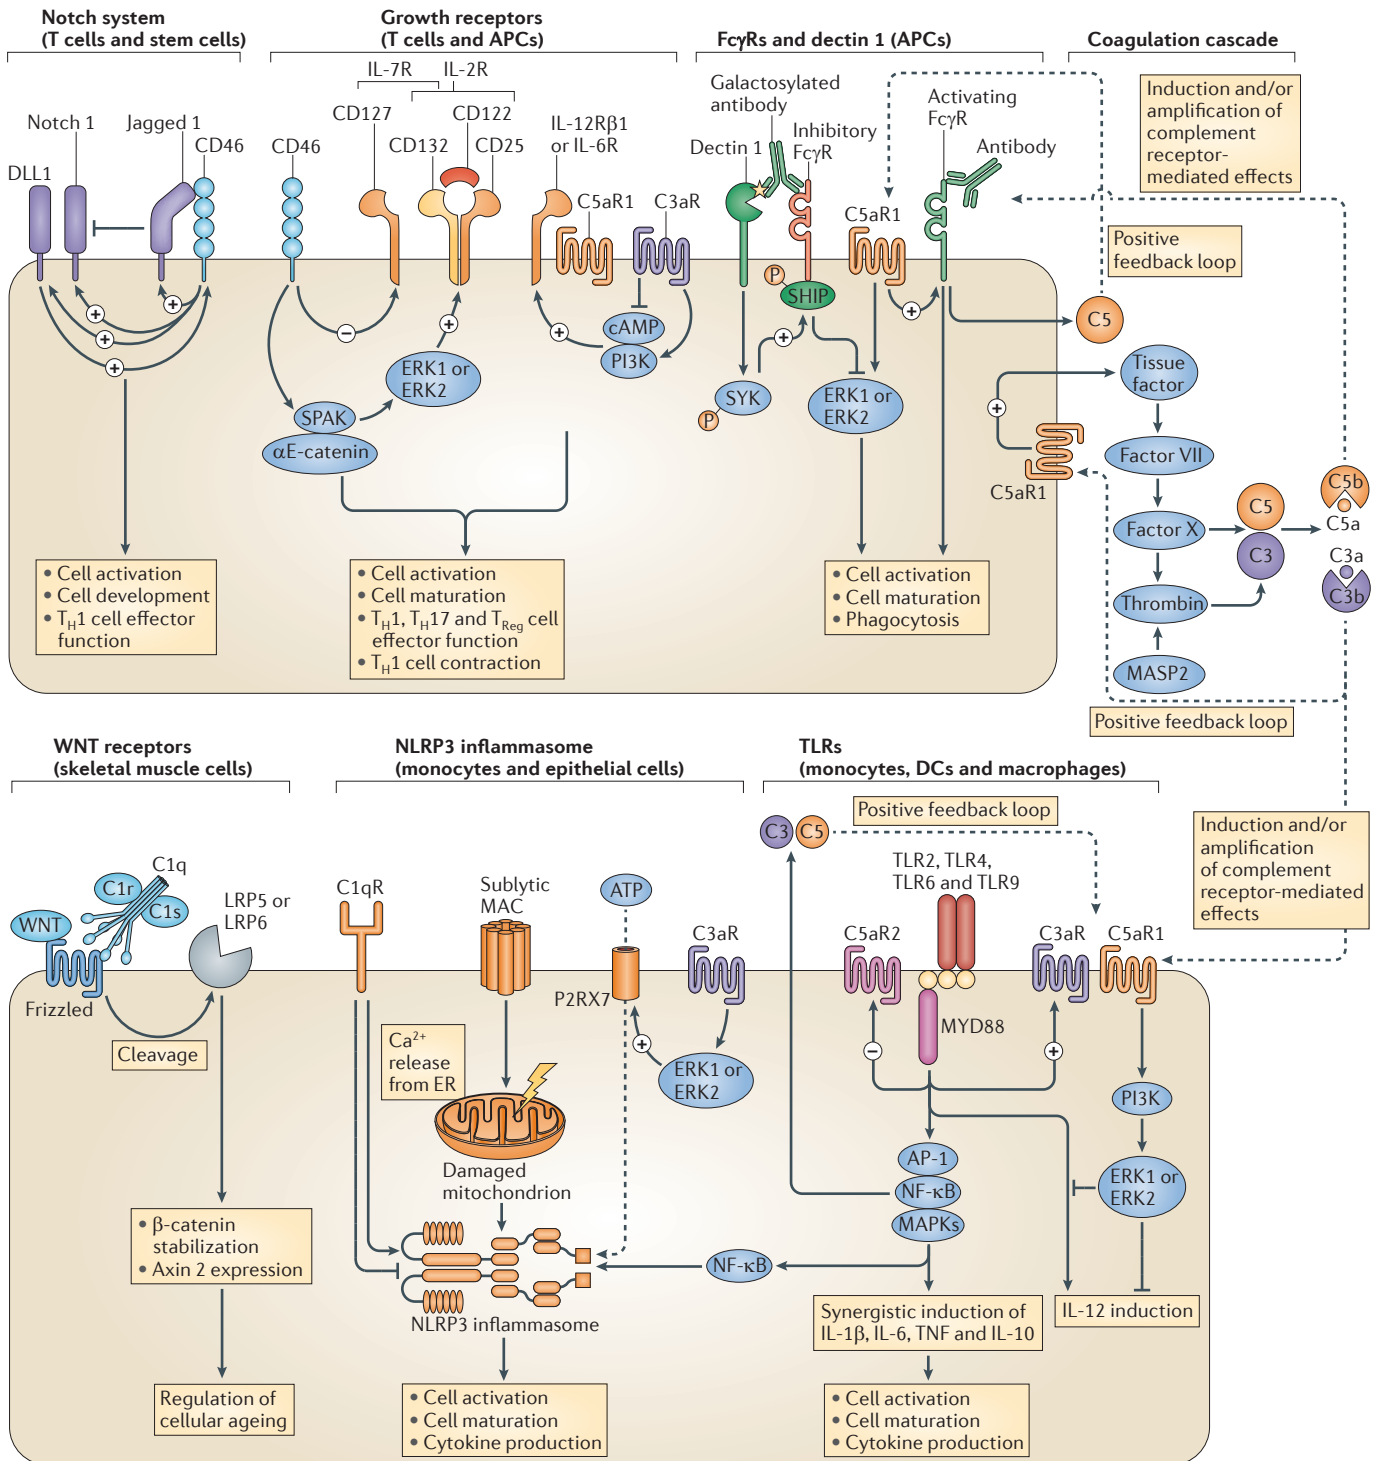 Notch system
(T cells and stem cells)
Growth receptors
(T cells and APCs)
FcγRs and dectin 1 (APCs)
Coagulation cascade
Notch 1
Jagged 1
CD46
DLL1
+
+
+
• Cell activation
• Cell development
• TH1 cell effector
function
IL-7R
IL-2R
CD46
CD127
CD132
CD122
CD25
IL-12Rβ1
or IL-6R
C5aR1
C3aR
−
+
+
cAMP
PI3K
ERK1 or
ERK2
SPAK
αE-catenin
• Cell activation
• Cell maturation
• TH1, TH17 and TReg cell
effector function
• TH1 cell contraction
Galactosylated
antibody
Dectin 1
Inhibitory
FcγR
Activating
FcγR
Antibody
C5aR1
P
SHIP
+
+
SYK
P
ERK1 or
ERK2
• Cell activation
• Cell maturation
• Phagocytosis
Induction and/or
amplification of
complement
receptor-
mediated effects
Positive
feedback loop
C5
Tissue
factor
+
C5aR1
Factor VII
Factor X
Thrombin
MASP2
C5
C3
C5b
C5a
C3a
C3b
Positive feedback loop
WNT receptors
(skeletal muscle cells)
NLRP3 inflammasome
(monocytes and epithelial cells)
TLRs
(monocytes, DCs and macrophages)
C1q
C1r
C1s
WNT
LRP5 or
LRP6
Frizzled
Cleavage
• β-catenin
stabilization
• Axin 2 expression
Regulation of
cellular ageing
C1qR
Sublytic
MAC
ATP
C3aR
P2RX7
Ca2+
release
from ER
+
ERK1 or
ERK2
Damaged
mitochondrion
NLRP3 inflammasome
NF-κB
• Cell activation
• Cell maturation
• Cytokine production
C3
C5
Positive feedback loop
TLR2, TLR4,
TLR6 and TLR9
C5aR2
C3aR
C5aR1
MYD88
−
+
PI3K
AP-1
NF-κB
MAPKs
ERK1 or
ERK2
Synergistic induction of
IL-1β, IL-6, TNF and IL-10
IL-12 induction
• Cell activation
• Cell maturation
• Cytokine production
Induction and/or
amplification
of complement
receptor-mediated
effects